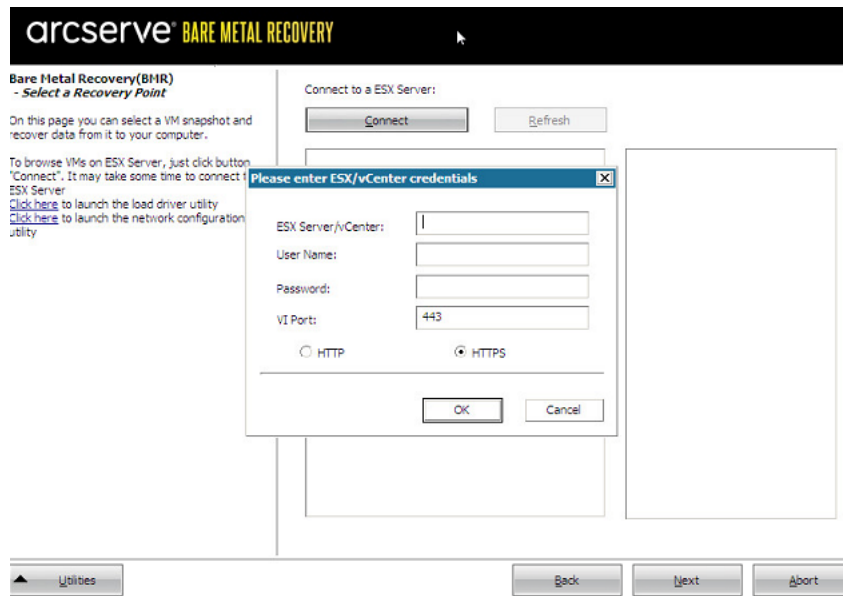 arcserve® BARE METAL RECOVERY
Bare Metal Recovery(BMR)
- Select a Recovery Point
On this page you can select a VM snapshot and
recover data from it to your computer.
To browse VMs on ESX Server, just click button
"Connect". It may take some time to connect
ESX Server
Click here to launch the load driver utility
Click here to launch the network configuration
utility
Connect to a ESX Server:
Connect
Refresh
Please enter ESX/vCenter credentials
ESX Server/vCenter:
User Name:
Password:
VI Port:
443
HTTP
HTTPS
OK
Cancel
Utilities
Back
Next
Abort